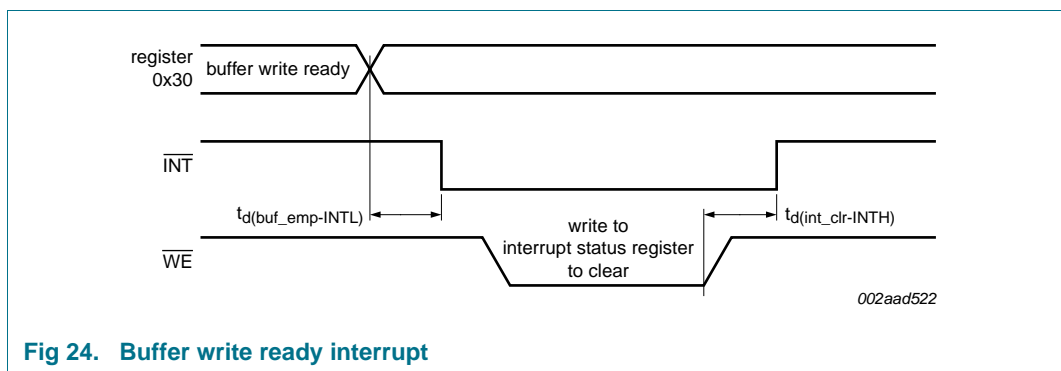 register
0x30
buffer write ready
INT
td(buf_emp-INTL)
write to
interrupt status register
to clear
td(int_clr-INTH)
WE
002aad522
Fig 24. Buffer write ready interrupt